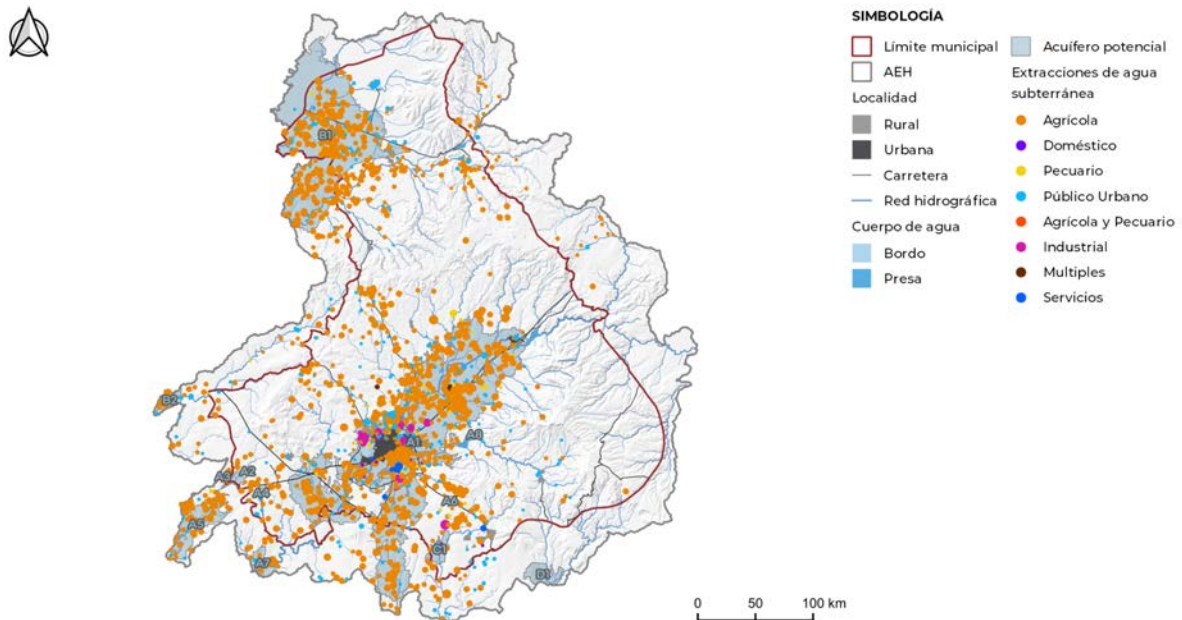 SIMBOLOGÍA
Límite municipal
AEH
Localidad
Rural
Urbana
Carretera
Red hidrográfica
Cuerpo de agua
Bordo
Presa
Acuífero potencial
Extracciones de agua
subterránea
Agrícola
Doméstico
Pecuario
Público Urbano
Agrícola y Pecuario
Industrial
Multiples
Servicios
B1
B2
A1
A8
A3
A2
A4
A6
A5
A7
C1
D1
0 50 100 km